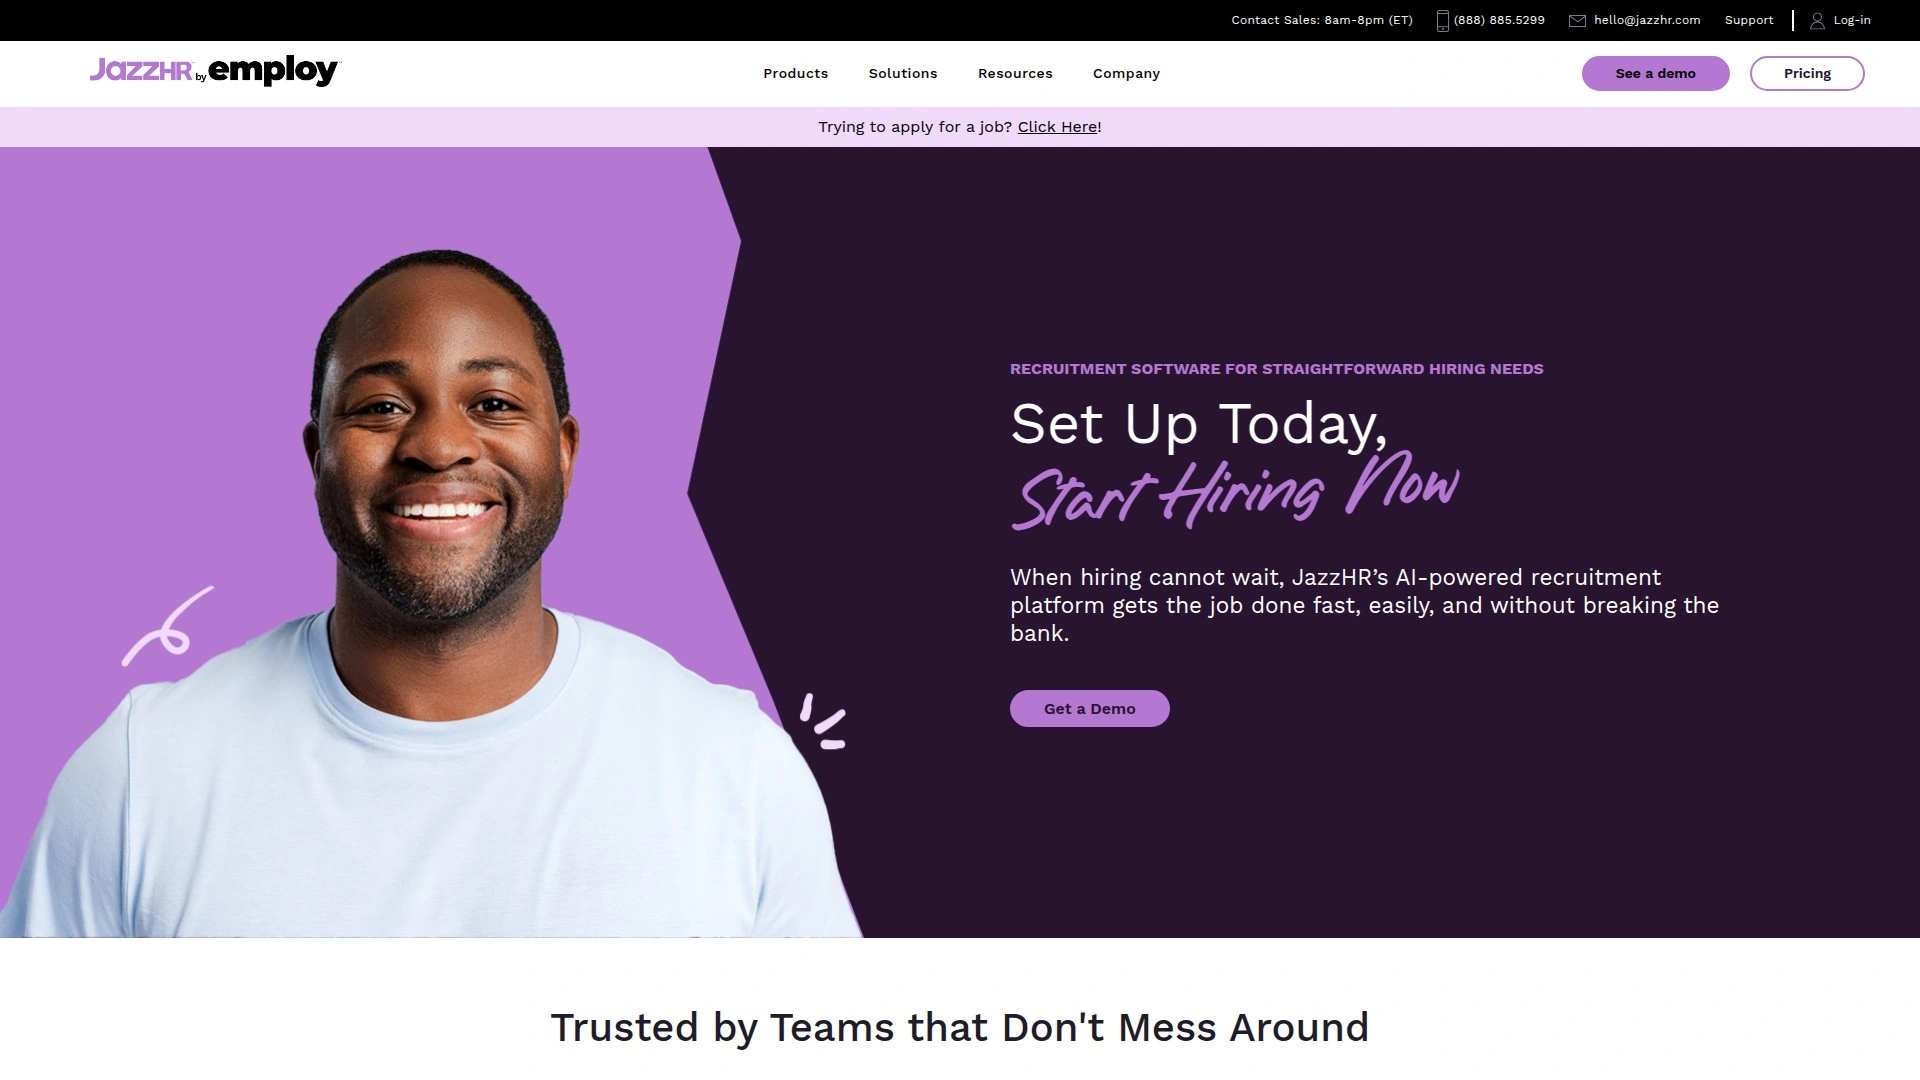 Contact Sales: 8am-8pm (ET) (888) 885.5299 hello@jazzhr.com Support Log-in
JazzHR by employ Products Solutions Resources Company See a demo Pricing
Trying to apply for a job? Click Here!
RECRUITMENT SOFTWARE FOR STRAIGHTFORWARD HIRING NEEDS
Set Up Today,
Start Hiring Now
When hiring cannot wait, JazzHR’s AI-powered recruitment
platform gets the job done fast, easily, and without breaking the
bank.
Get a Demo
Trusted by Teams that Don't Mess Around